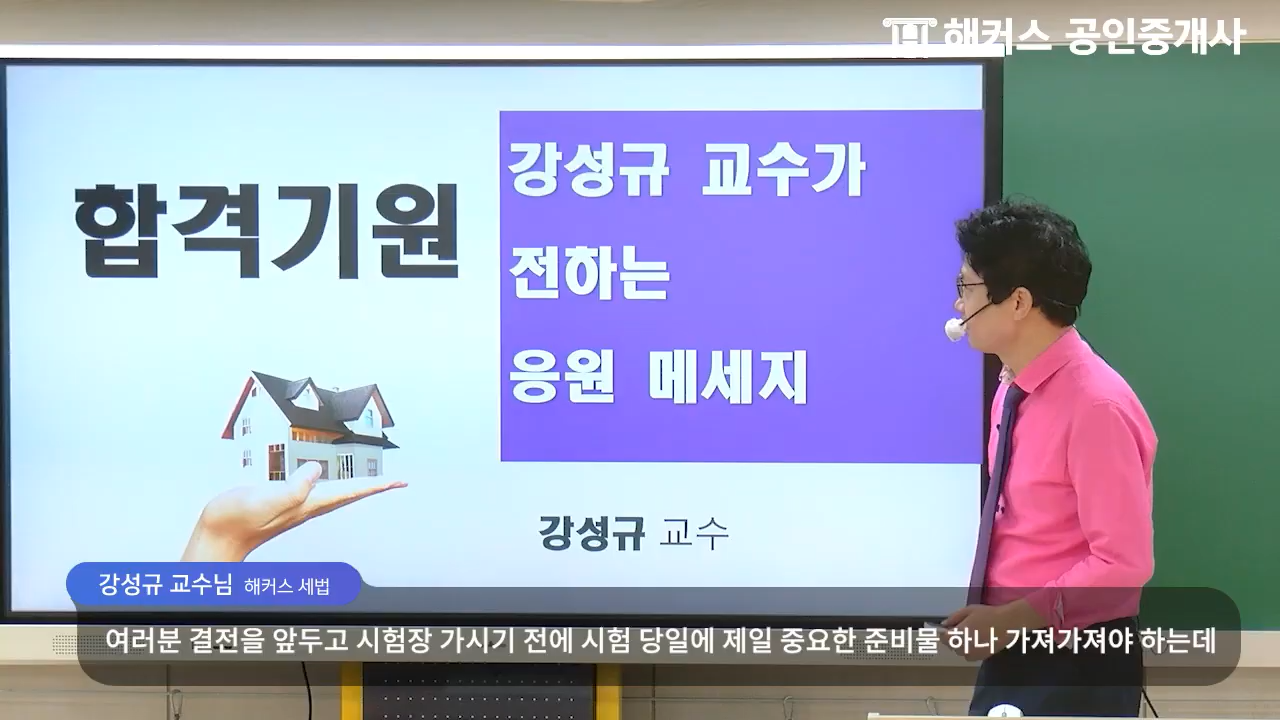 해커스 공인중개사
합격기원
강성규 교수가
전하는
응원 메세지
강성규 교수
강성규 교수님 해커스 세법
여러분 결전을 앞두고 시험장 가시기 전에 시험 당일에 제일 중요한 준비물 하나 가져가져야 하는데